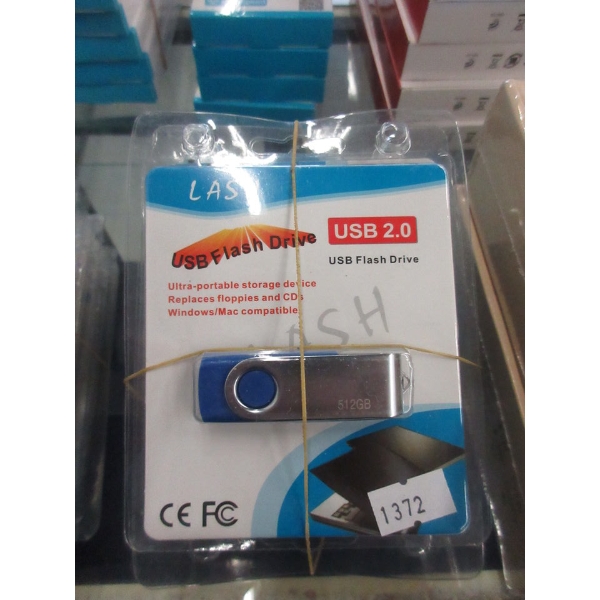 LAS
USB Flash Drive
USB 2.0
USB Flash Drive
Ultra-portable storage device
Replaces floppies and CDs
Windows/Mac compatible
512GB
CE FC
1372